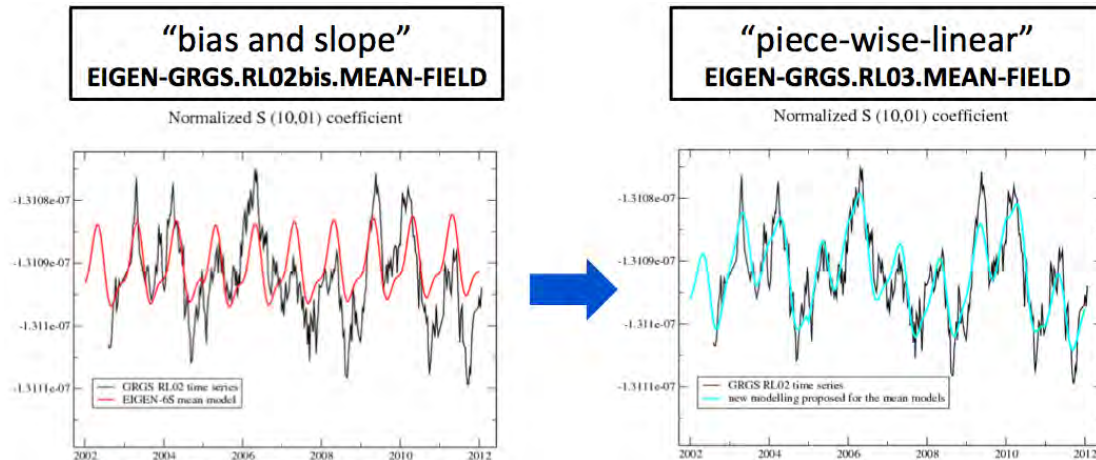 “bias and slope”
EIGEN-GRGS.RL02bis.MEAN-FIELD
Normalized S (10,01) coefficient
-1.3108e-07
-1.3109e-07
-1.311e-07
-1.3111e-07
GRGS RL02 time series
EIGEN-6S mean model
2002 2004 2006 2008 2010 2012
“piece-wise-linear”
EIGEN-GRGS.RL03.MEAN-FIELD
Normalized S (10,01) coefficient
-1.3108e-07
-1.3109e-07
-1.311e-07
-1.3111e-07
GRGS RL02 time series
new modelling proposed for the mean models
2002 2004 2006 2008 2010 2012